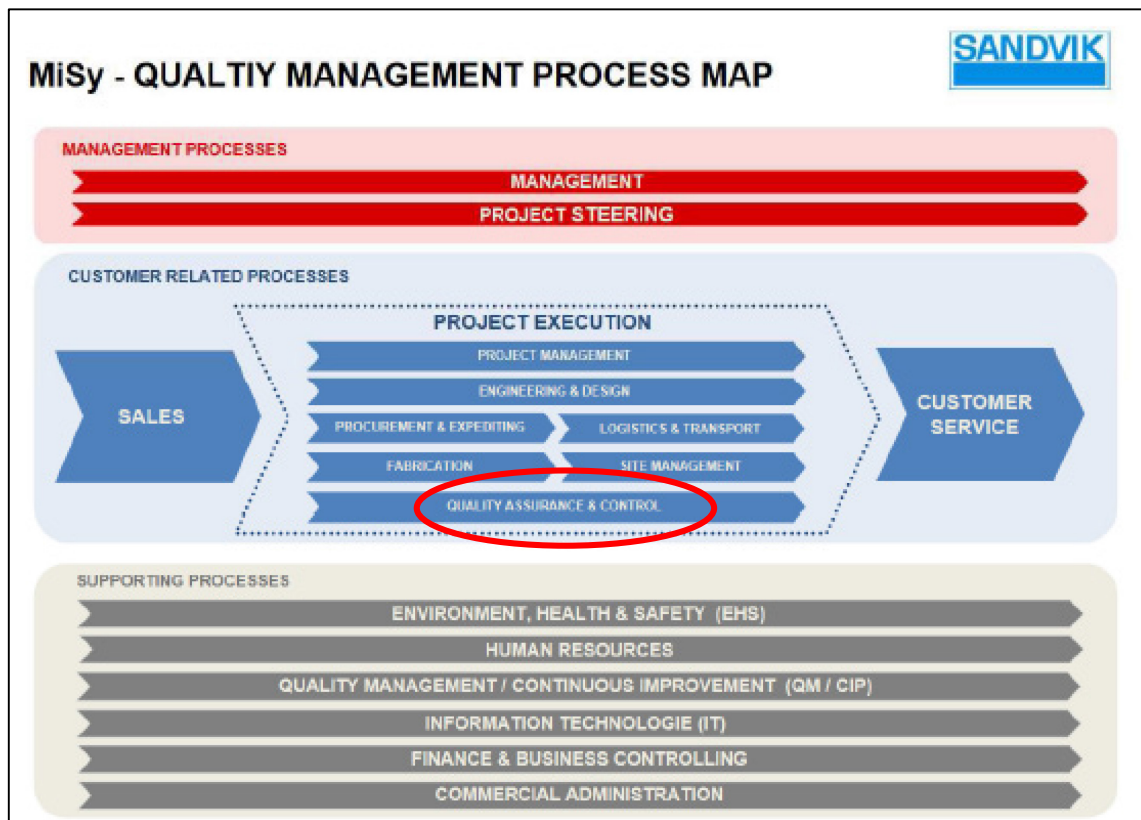 SANDVIK
MiSy - QUALTIY MANAGEMENT PROCESS MAP
MANAGEMENT PROCESSES
MANAGEMENT
PROJECT STEERING
CUSTOMER RELATED PROCESSES
PROJECT EXECUTION
PROJECT MANAGEMENT
ENGINEERING & DESIGN
SALES
PROCUREMENT & EXPEDITING
LOGISTICS & TRANSPORT
CUSTOMER
SERVICE
FABRICATION
SITE MANAGEMENT
QUALITY ASSURANCE & CONTROL
SUPPORTING PROCESSES
ENVIRONMENT, HEALTH & SAFETY (EHS)
HUMAN RESOURCES
QUALITY MANAGEMENT / CONTINUOUS IMPROVEMENT (QM / CIP)
INFORMATION TECHNOLOGIE (IT)
FINANCE & BUSINESS CONTROLLING
COMMERCIAL ADMINISTRATION